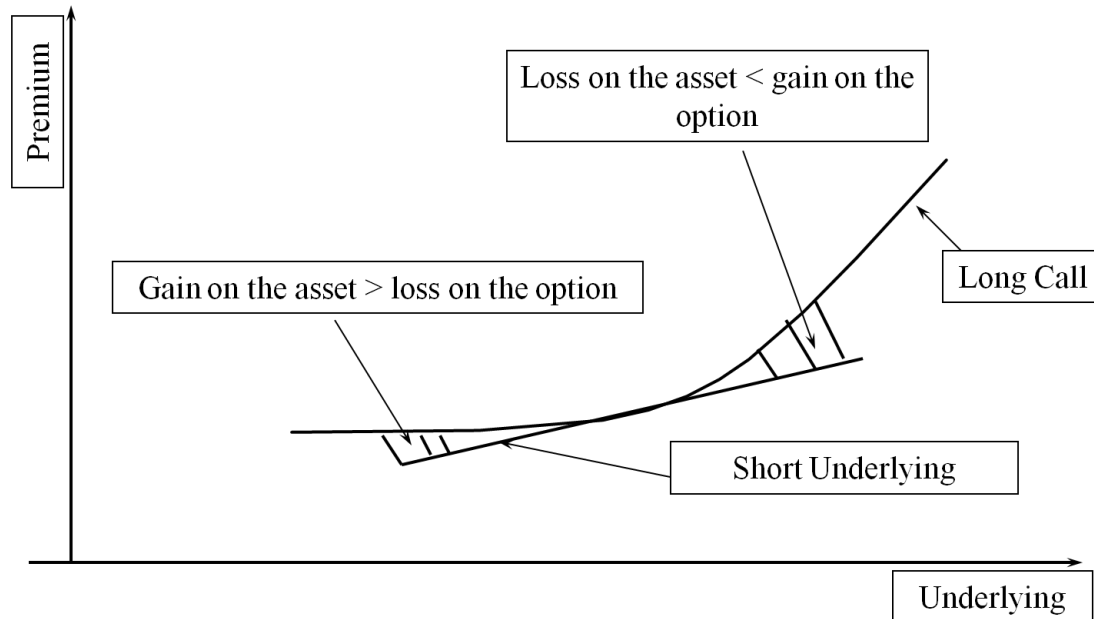 Premium
Loss on the asset < gain on the
option
Gain on the asset > loss on the option
Long Call
Short Underlying
Underlying